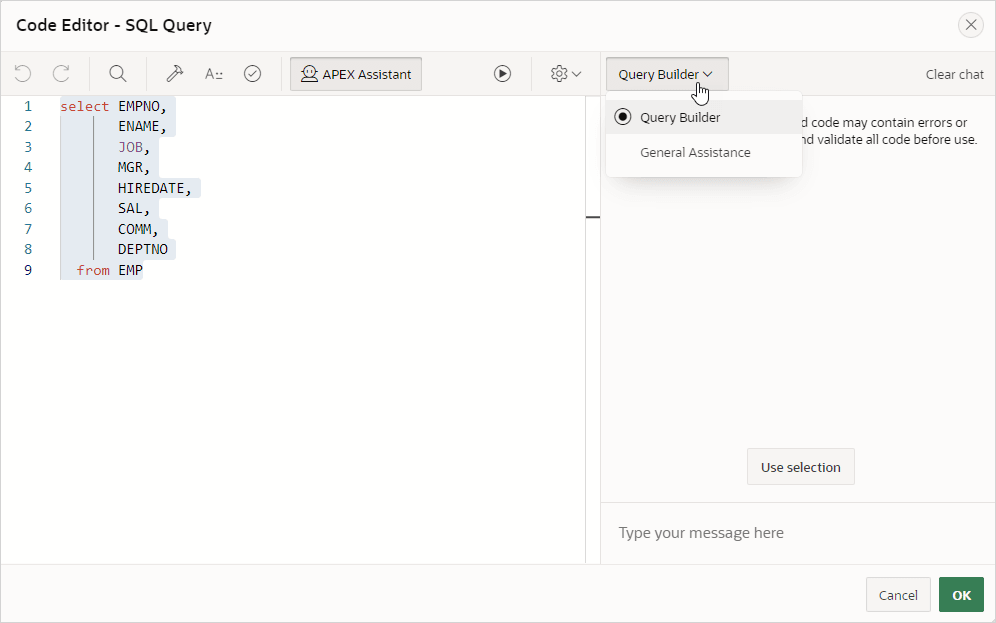 Code Editor - SQL Query
A
APEX Assistant
Query Builder
Clear chat
Query Builder
General Assistance
d code may contain errors or
nd validate all code before use.
1 select EMPNO,
2 ENAME,
3 JOB,
4 MGR,
5 HIREDATE,
6 SAL,
7 COMM,
8 DEPTNO
9 from EMP
Use selection
Type your message here
Cancel
OK